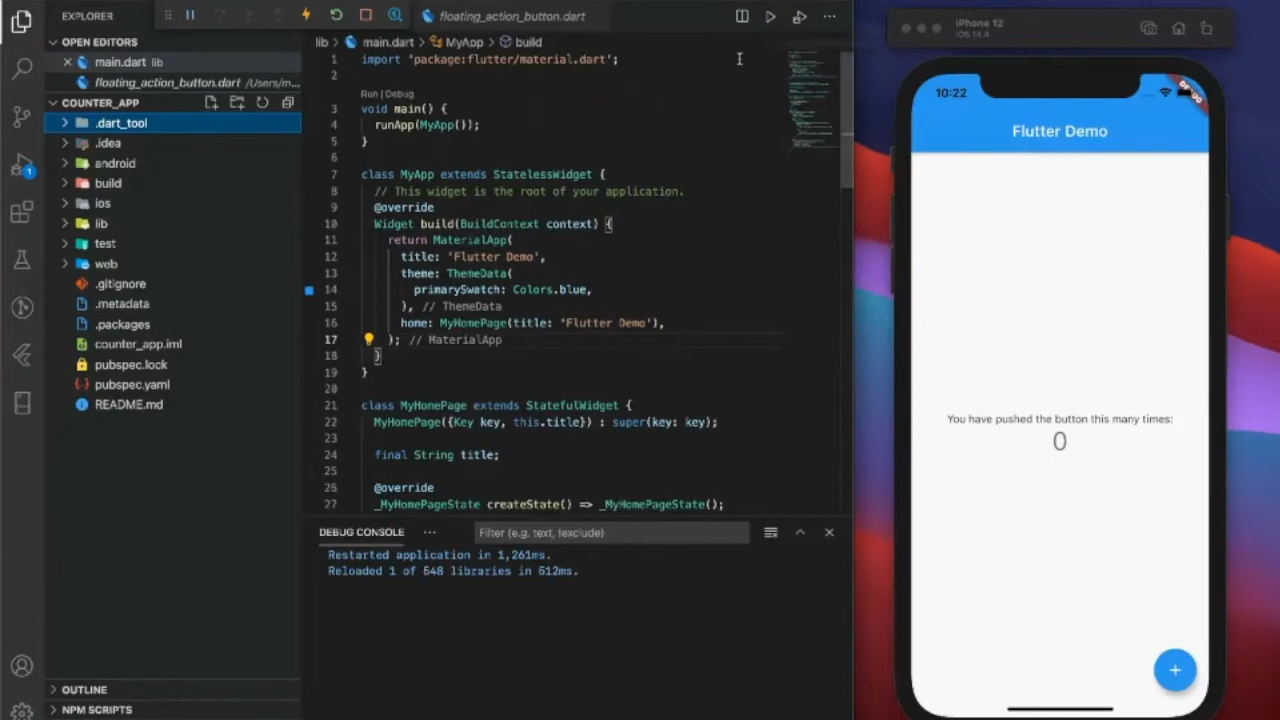 EXPLORER
OPEN EDITORS
main.dart lib
floating_action_button.dart /Users/m...
COUNTER_APP
.dart_tool
.idea
android
build
ios
lib
test
web
.gitignore
.metadata
.packages
counter_app.iml
pubspec.lock
pubspec.yaml
README.md
OUTLINE
NPM SCRIPTS
1
floating_action_button.dart
lib > main.dart > MyApp > build
1 import 'package:flutter/material.dart';
2
Run | Debug
3 void main() {
4 runApp(MyApp());
5 }
6
7 class MyApp extends StatelessWidget {
8 // This widget is the root of your application.
9 @override
10 Widget build(BuildContext context) {
11 return MaterialApp(
12 title: 'Flutter Demo',
13 theme: ThemeData(
14 primarySwatch: Colors.blue,
15 ), // ThemeData
16 home: MyHomePage(title: 'Flutter Demo'),
17 ); // MaterialApp
18 }
19 }
20
21 class MyHomePage extends StatefulWidget {
22 MyHomePage({Key key, this.title}) : super(key: key);
23
24 final String title;
25
26 @override
27 _MyHomePageState createState() => _MyHomePageState();
DEBUG CONSOLE
Filter (e.g. text, !exclude)
Restarted application in 1,261ms.
Reloaded 1 of 548 libraries in 512ms.
iPhone 12
iOS 14.4
10:22
DEBUG
Flutter Demo
You have pushed the button this many times:
0
+